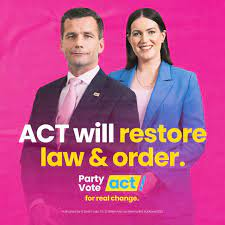 ACT will restore
law & order.
Party
Vote
act
for real change.